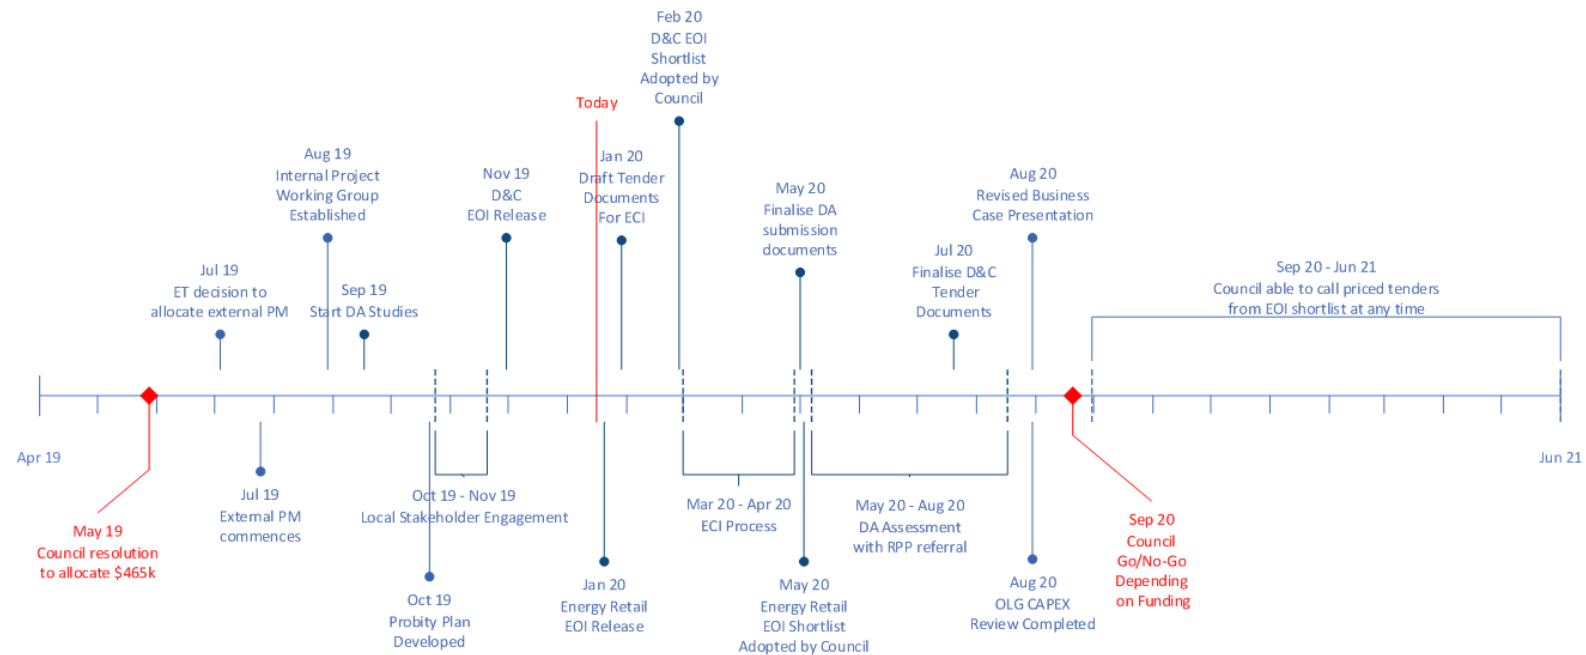 Feb 20
D&C EOI
Shortlist
Adopted by
Council
Today
Aug 19
Internal Project
Working Group
Established
Nov 19
D&C
EOI Release
Jan 20
Draft Tender
Documents
For ECI
May 20
Finalise DA
submission
documents
Aug 20
Revised Business
Case Presentation
Jul 19
ET decision to
allocate external PM
Sep 19
Start DA Studies
Jul 20
Finalise D&C
Tender
Documents
Sep 20 - Jun 21
Council able to call priced tenders
from EOI shortlist at any time
Apr 19
Jun 21
May 19
Council resolution
to allocate $465k
Jul 19
External PM
commences
Oct 19 - Nov 19
Local Stakeholder Engagement
Oct 19
Probity Plan
Developed
Jan 20
Energy Retail
EOI Release
Mar 20 - Apr 20
ECI Process
May 20
Energy Retail
EOI Shortlist
Adopted by Council
May 20 - Aug 20
DA Assessment
with RPP referral
Aug 20
OLG CAPEX
Review Completed
Sep 20
Council
Go/No-Go
Depending
on Funding